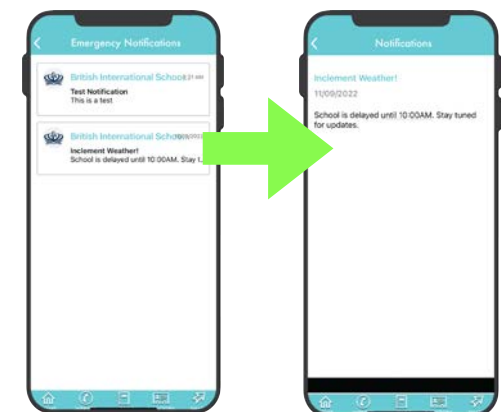 Emergency Notifications
British International School
Test Notification
This is a test
British International School
Inclement Weather!
School is delayed until 10:00AM. Stay t...
Notifications
Inclement Weather!
11/09/2022
School is delayed until 10:00AM. Stay tuned
for updates.